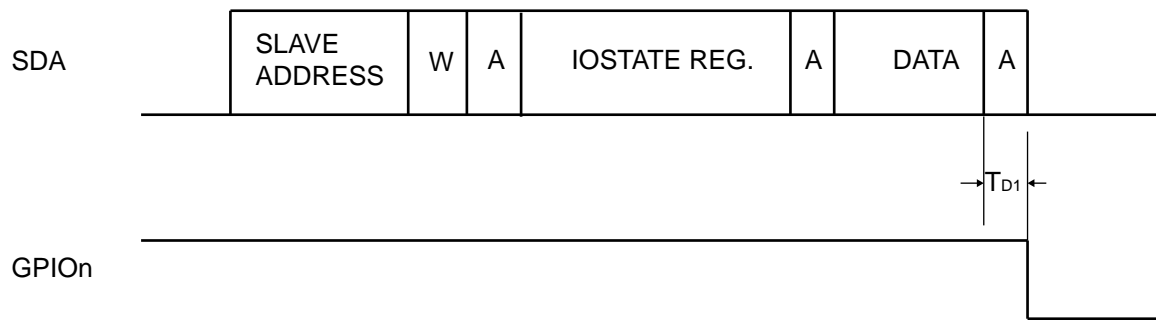 SDA
SLAVE
ADDRESS
W
A
IOSTATE REG.
A
DATA
A
TD1
GPIOn